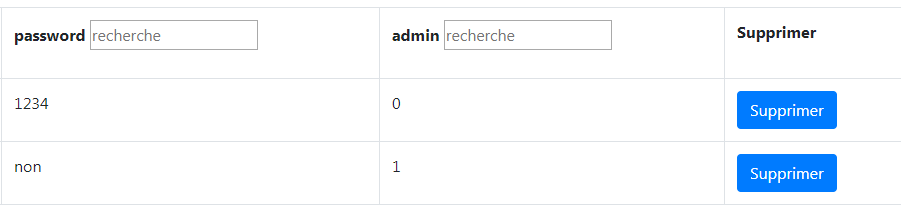 password recherche admin recherche Supprimer
1234 0 Supprimer
non 1 Supprimer